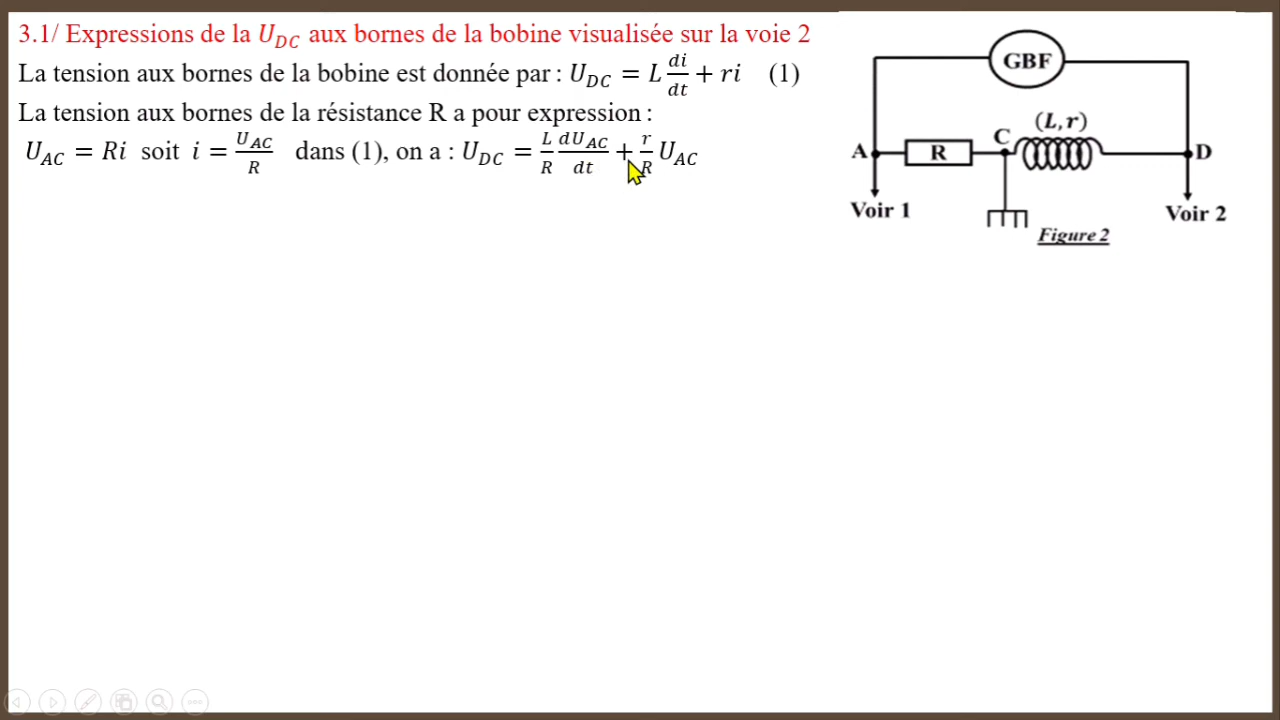 3.1/ Expressions de la U_DC aux bornes de la bobine visualisée sur la voie 2
La tension aux bornes de la bobine est donnée par : U_DC = L di/dt + ri (1)
La tension aux bornes de la résistance R a pour expression :
U_AC = Ri soit i = U_AC/R dans (1), on a : U_DC = L/R dU_AC/dt + r/R U_AC
GBF
(L, r)
A
R
C
D
Voir 1
Voir 2
Figure 2